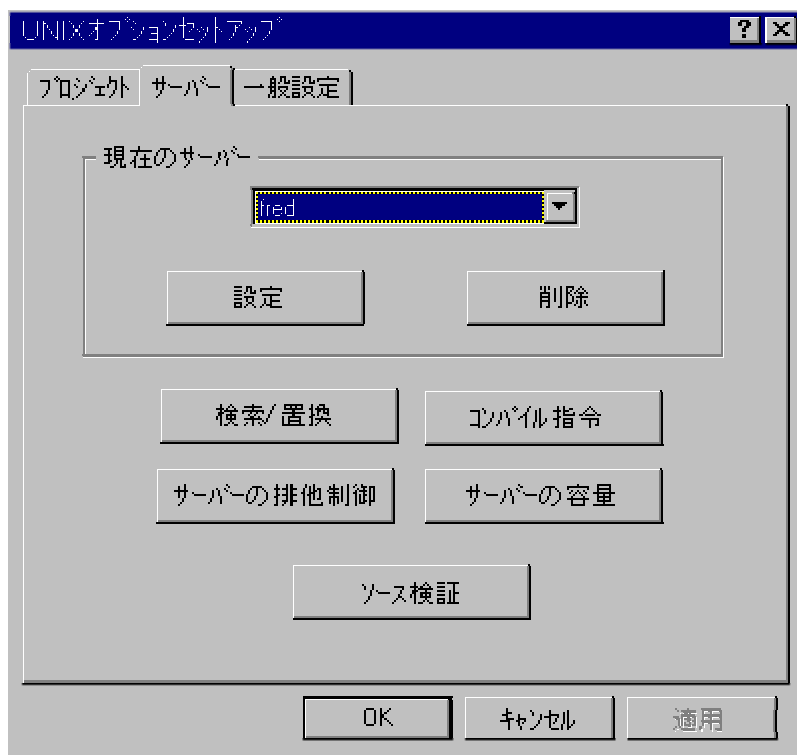 UNIXオプションセットアップ
プロジェクト サーバー 一般設定
現在のサーバー
fred
設定 削除
検索/置換 コンパイル指令
サーバーの排他制御 サーバーの容量
ソース検証
OK キャンセル 適用